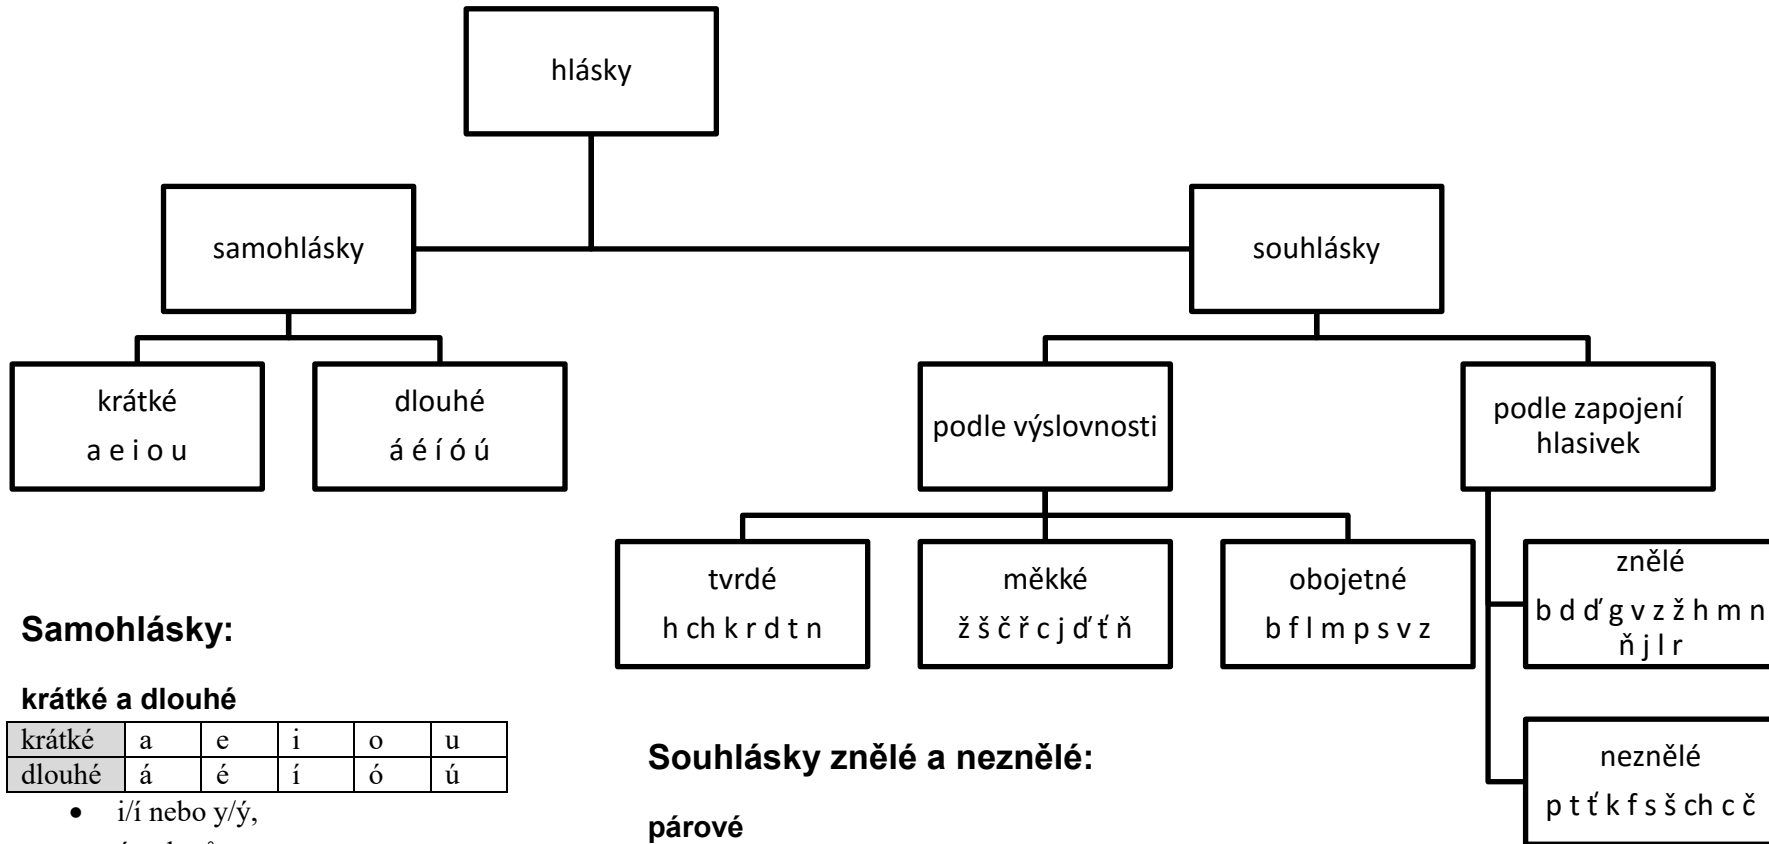 hlásky
samohlásky
souhlásky
krátké
a e i o u
dlouhé
á é í ó ú
podle výslovnosti
podle zapojení
hlasivek
tvrdé
h ch k r d t n
měkké
ž š č ř c j ď ť ň
obojetné
b f l m p s v z
znělé
b d ď g v z ž h m n
ň j l r
neznělé
p t ť k f s š ch c č
Samohlásky:
krátké a dlouhé
krátké a e i o u
dlouhé á é í ó ú
• i/í nebo y/ý,
Souhlásky znělé a neznělé:
párové